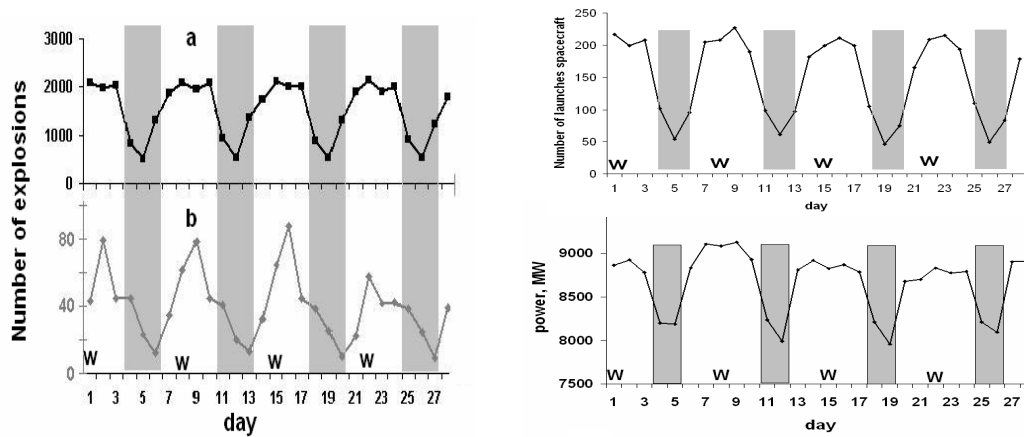 Number of explosions
a
3000
2000
1000
0
b
80
40
0
W W W W
1 3 5 7 9 11 13 15 17 19 21 23 25 27
day
Number of launches spacecraft
250
200
150
100
50
0
W W W W
1 3 5 7 9 11 13 15 17 19 21 23 25 27
day
power, MW
9000
8500
8000
7500
W W W W
1 3 5 7 9 11 13 15 17 19 21 23 25 27
day